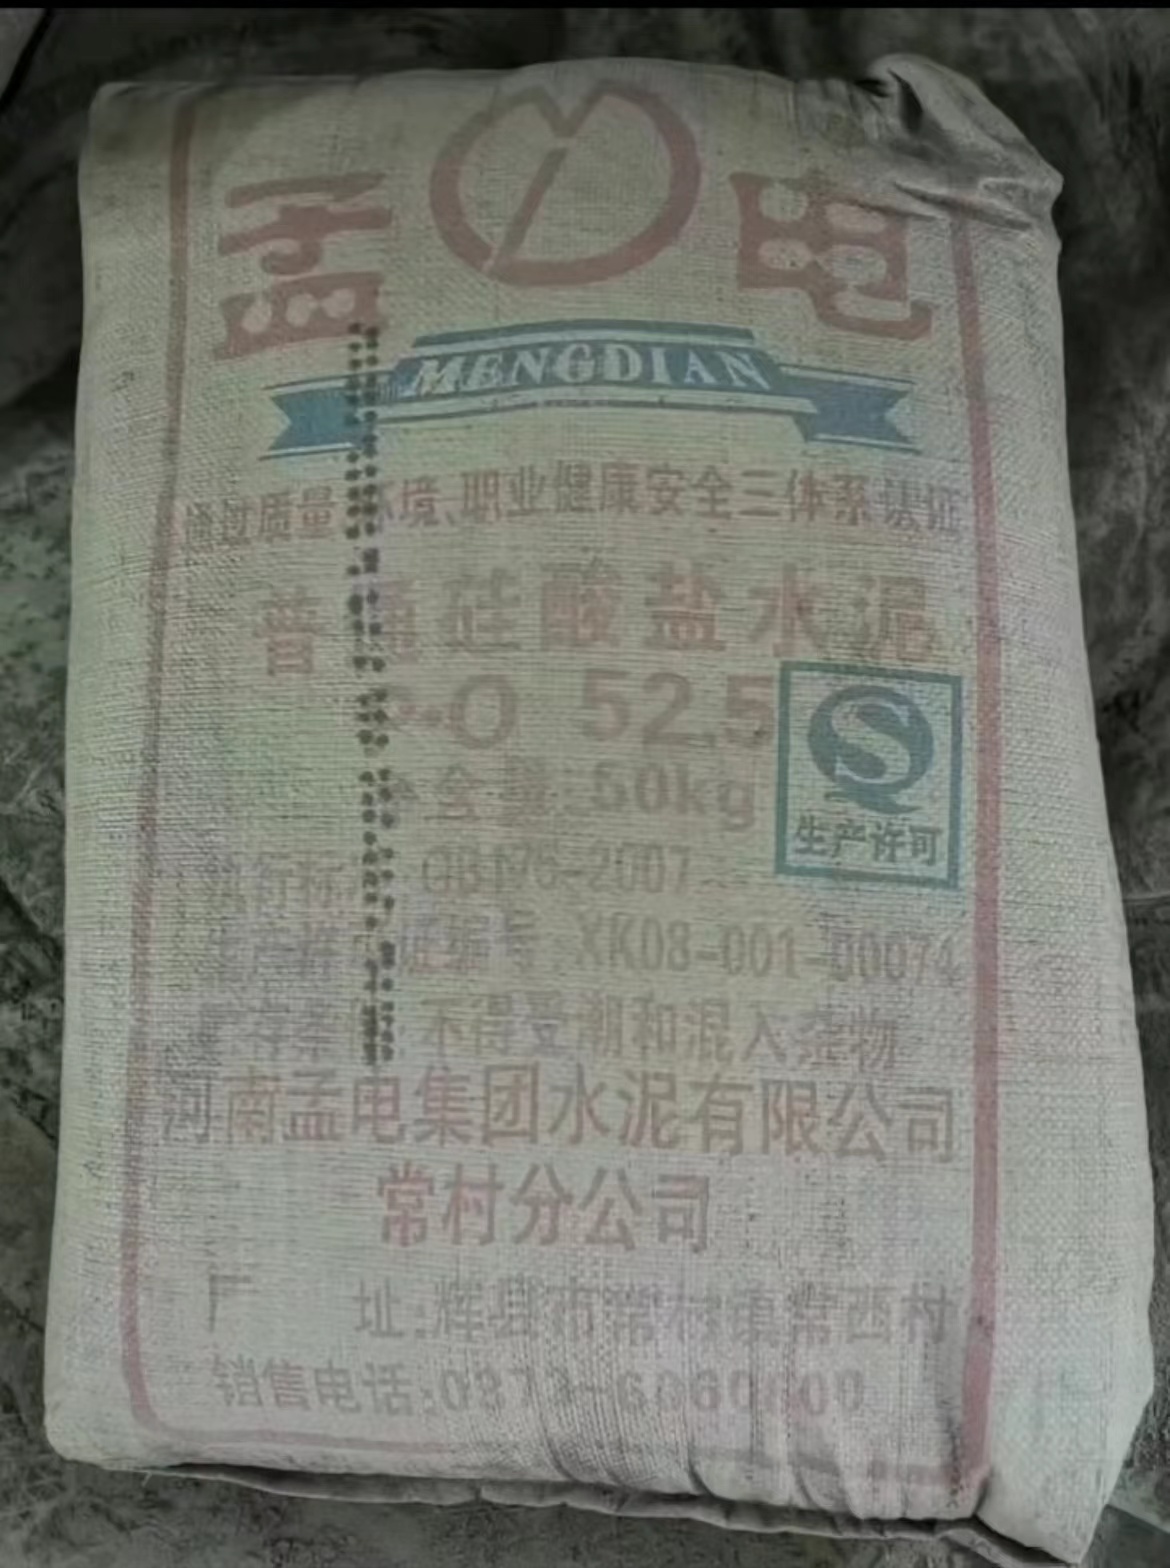 孟电
MENGDIAN
通过质量 环境、职业健康安全三体系认证
普通硅酸盐水泥
P·O 52.5
50kg
生产许可
XK08-001
不得受潮和混入杂物
河南孟电集团水泥有限公司
常村分公司
厂 址:辉县市常村镇常西村
销售电话: